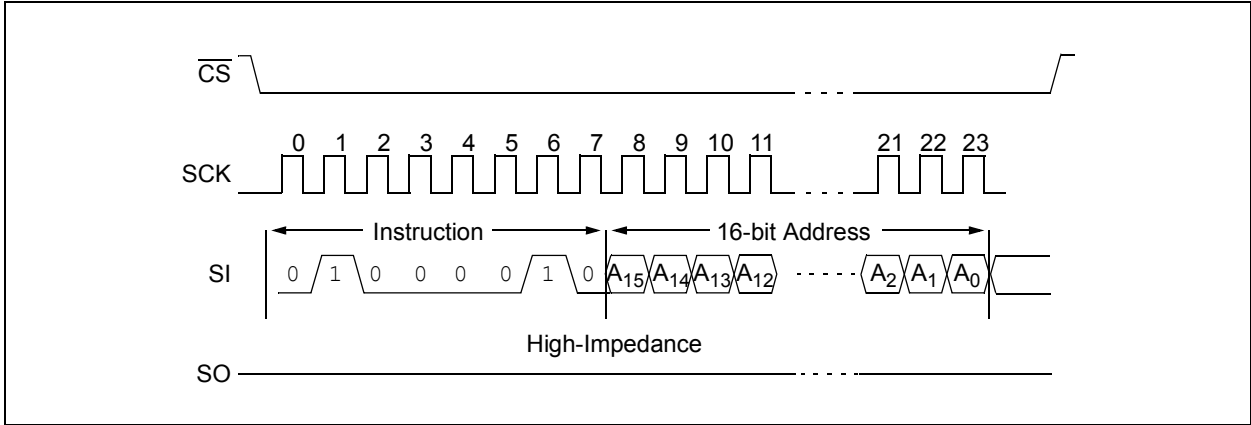 CS
0 1 2 3 4 5 6 7 8 9 10 11 21 22 23
SCK
Instruction 16-bit Address
SI 0 1 0 0 0 0 1 0 A15 A14 A13 A12 A2 A1 A0
High-Impedance
SO